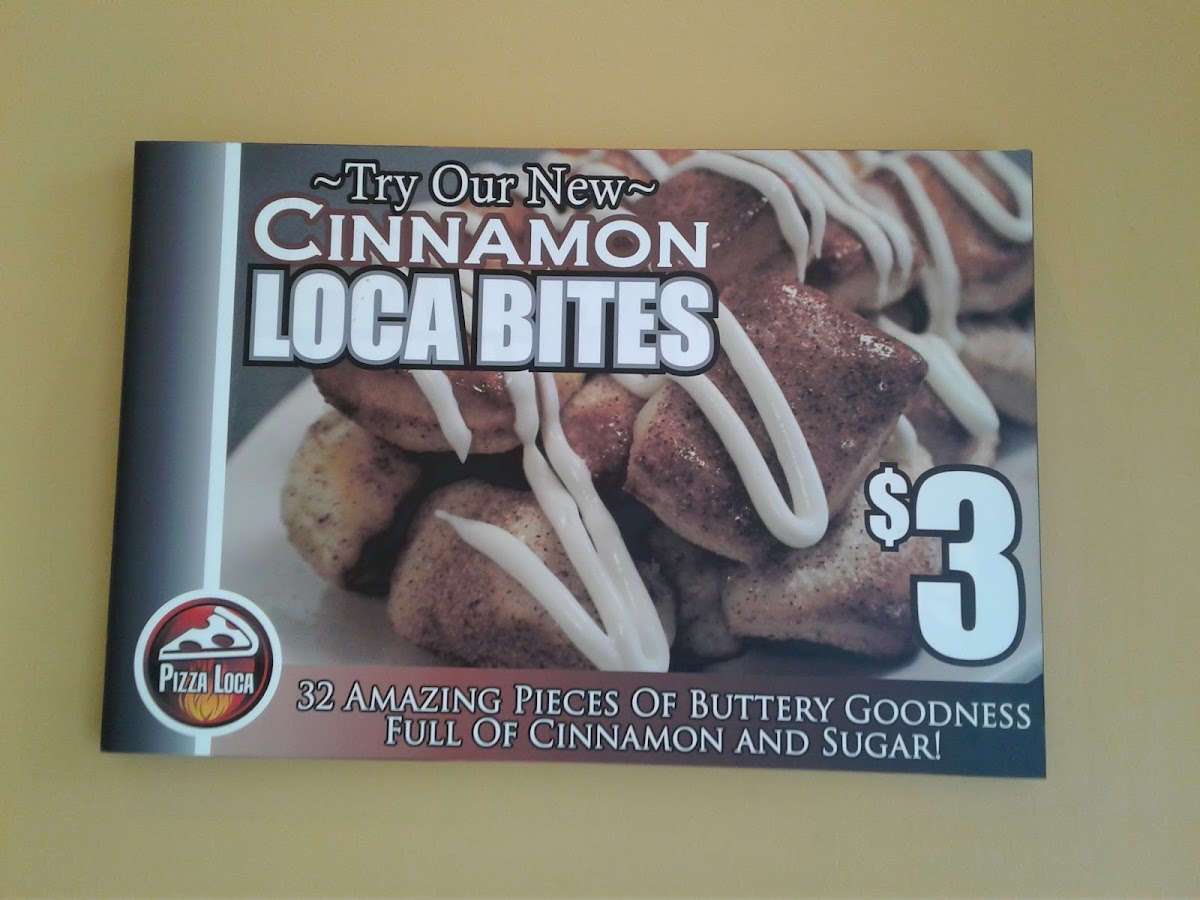 ~Try Our New~
CINNAMON
LOCA BITES
$3
PIZZA LOCA
32 AMAZING PIECES OF BUTTERY GOODNESS
FULL OF CINNAMON AND SUGAR!